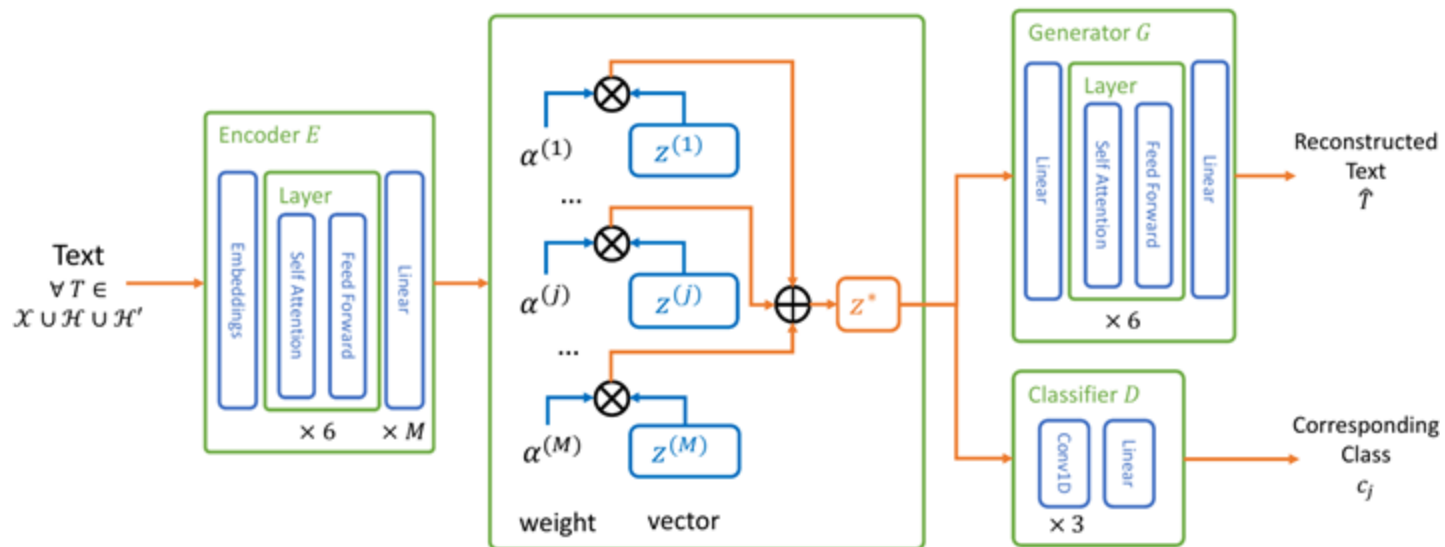 Text
∀ T ∈
𝒳 ∪ ℋ ∪ ℋ′
Encoder E
Embeddings
Layer
Self Attention
Feed Forward
× 6
Linear
× M
α^(1)
z^(1)
...
α^(j)
z^(j)
...
α^(M)
z^(M)
weight
vector
z*
Generator G
Linear
Layer
Self Attention
Feed Forward
× 6
Linear
Reconstructed
Text
T̂
Classifier D
Conv1D
× 3
Linear
Corresponding
Class
c_j